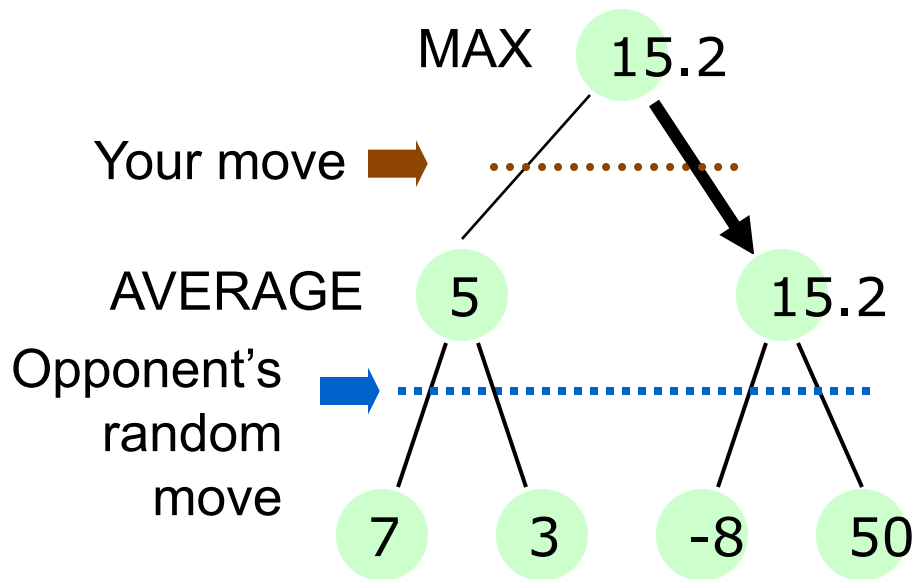 MAX 15.2
Your move
AVERAGE 5 15.2
Opponent’s
random
move
7 3 -8 50